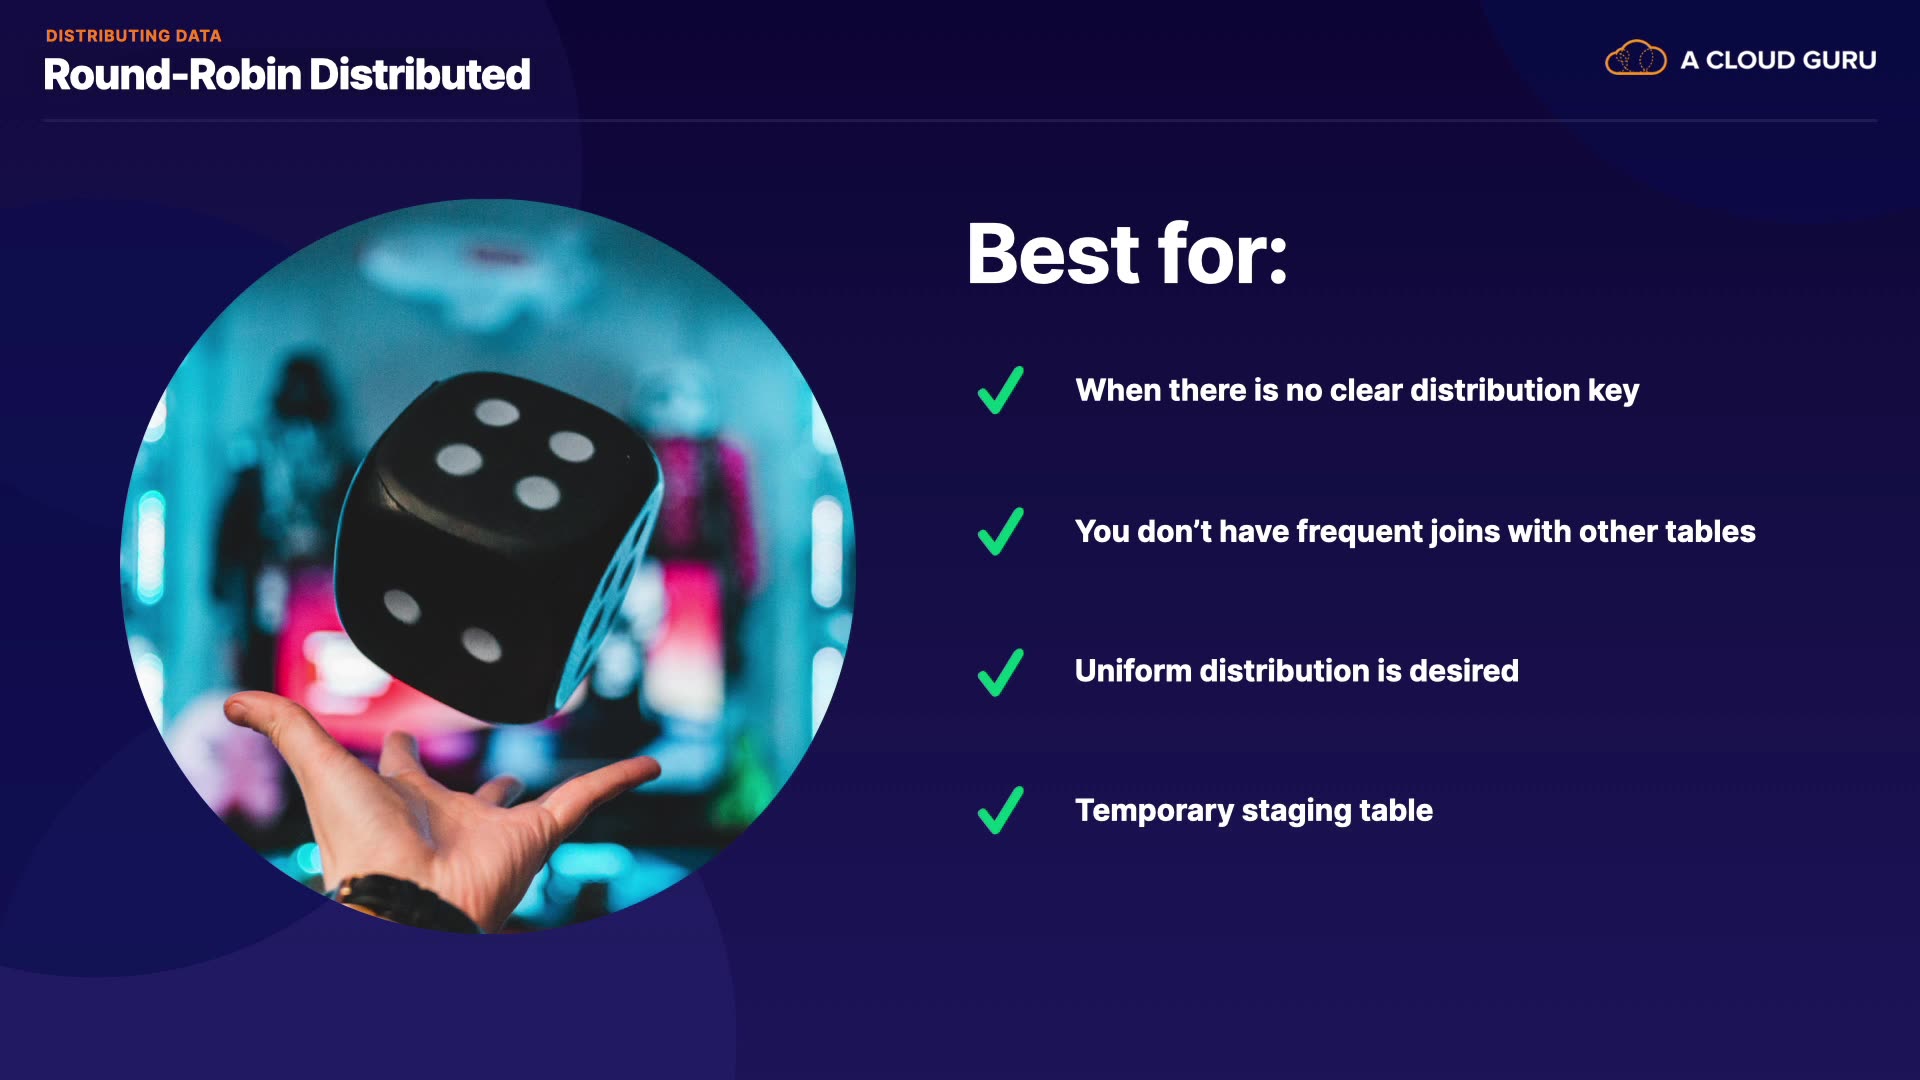 DISTRIBUTING DATA
Round-Robin Distributed
A CLOUD GURU
Best for:
When there is no clear distribution key
You don’t have frequent joins with other tables
Uniform distribution is desired
Temporary staging table